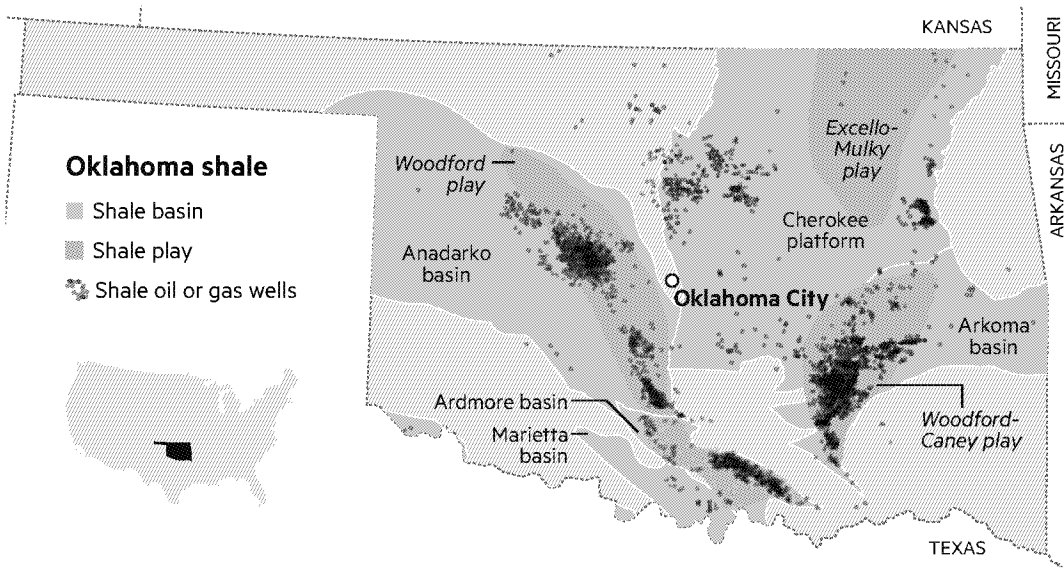 KANSAS
MISSOURI
ARKANSAS
Oklahoma shale
Shale basin
Shale play
Shale oil or gas wells
Woodford
play
Excello-
Mulky
play
Anadarko
basin
Cherokee
platform
Oklahoma City
Arkoma
basin
Ardmore basin
Marietta
basin
Woodford-
Caney play
TEXAS